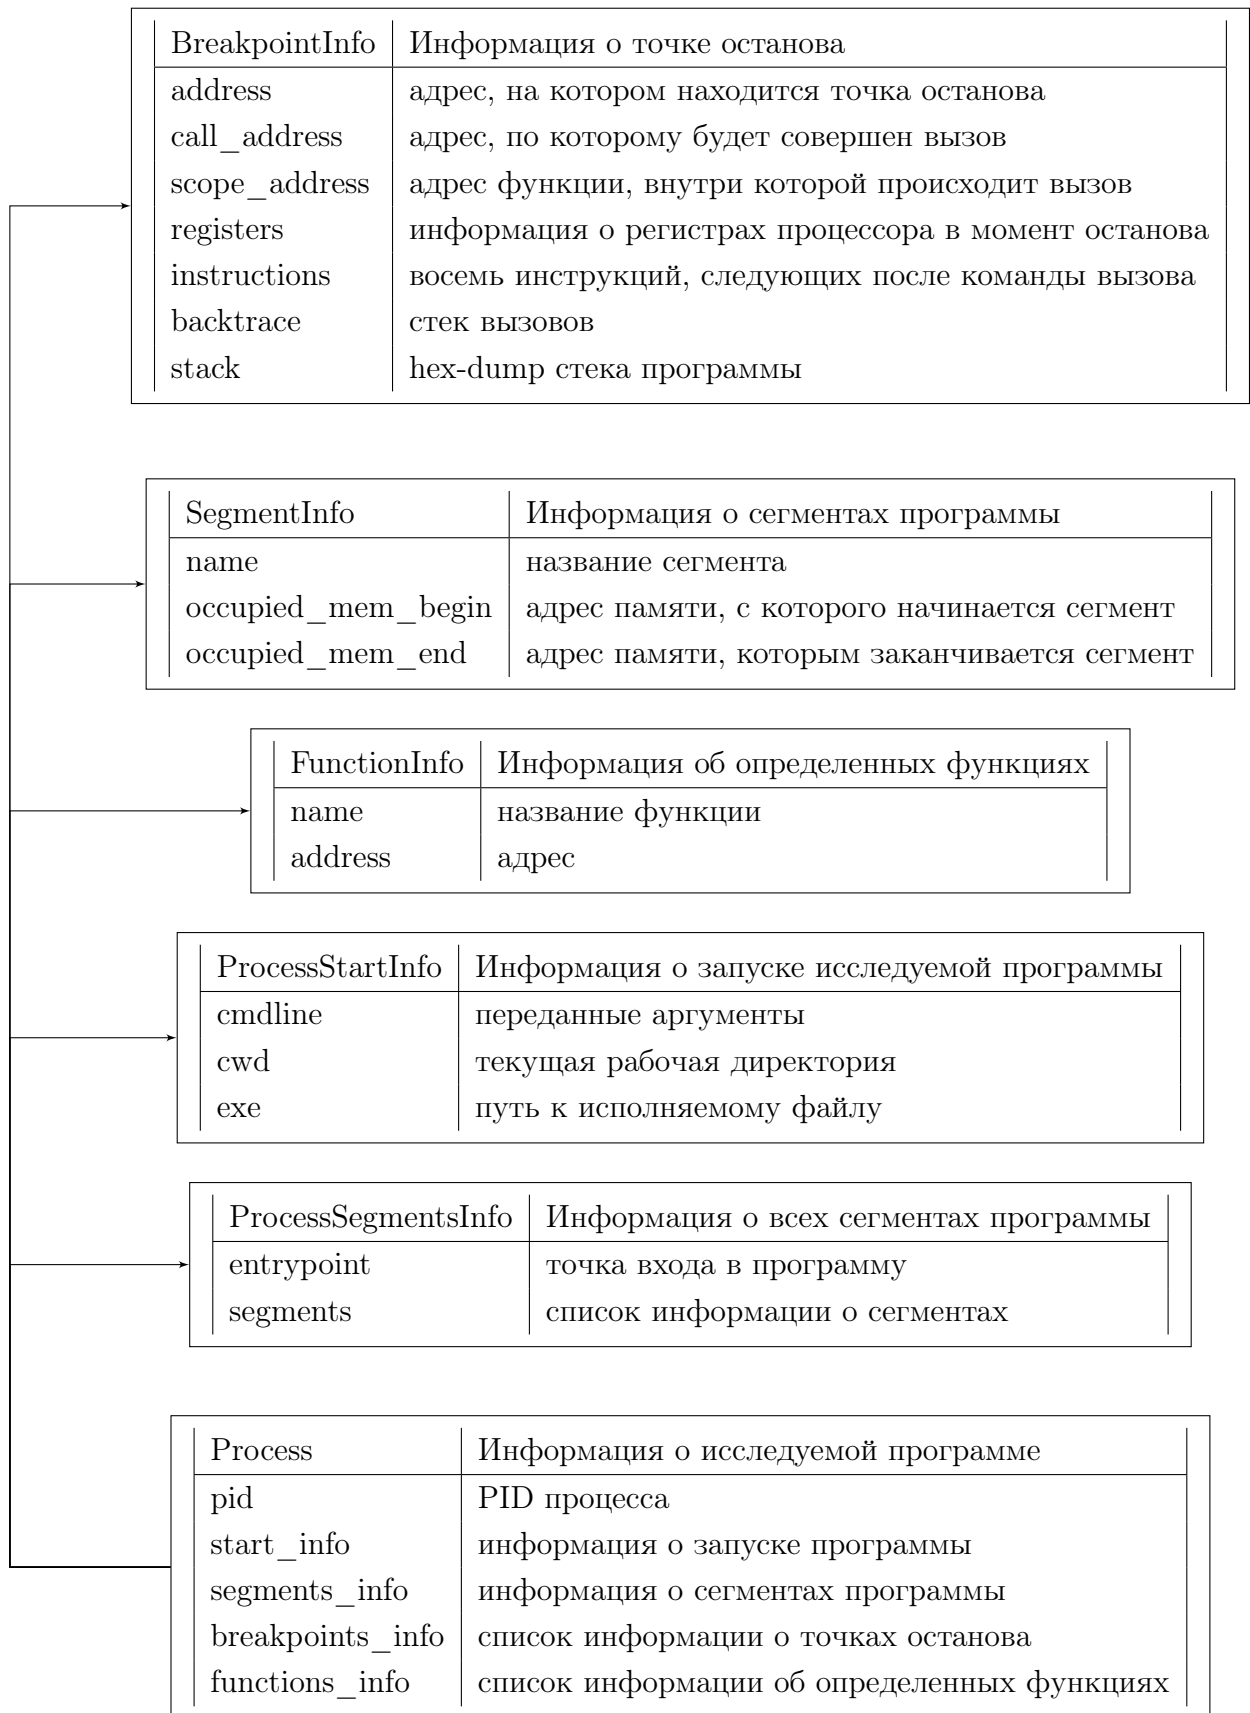 BreakpointInfo Информация о точке останова
address адрес, на котором находится точка останова
call_address адрес, по которому будет совершен вызов
scope_address адрес функции, внутри которой происходит вызов
registers информация о регистрах процессора в момент останова
instructions восемь инструкций, следующих после команды вызова
backtrace стек вызовов
stack hex-dump стека программы
SegmentInfo Информация о сегментах программы
name название сегмента
occupied_mem_begin адрес памяти, с которого начинается сегмент
occupied_mem_end адрес памяти, которым заканчивается сегмент
FunctionInfo Информация об определенных функциях
name название функции
address адрес
ProcessStartInfo Информация о запуске исследуемой программы
cmdline переданные аргументы
cwd текущая рабочая директория
exe путь к исполняемому файлу
ProcessSegmentsInfo Информация о всех сегментах программы
entrypoint точка входа в программу
segments список информации о сегментах
Process Информация о исследуемой программе
pid PID процесса
start_info информация о запуске программы
segments_info информация о сегментах программы
breakpoints_info список информации о точках останова
functions_info список информации об определенных функциях